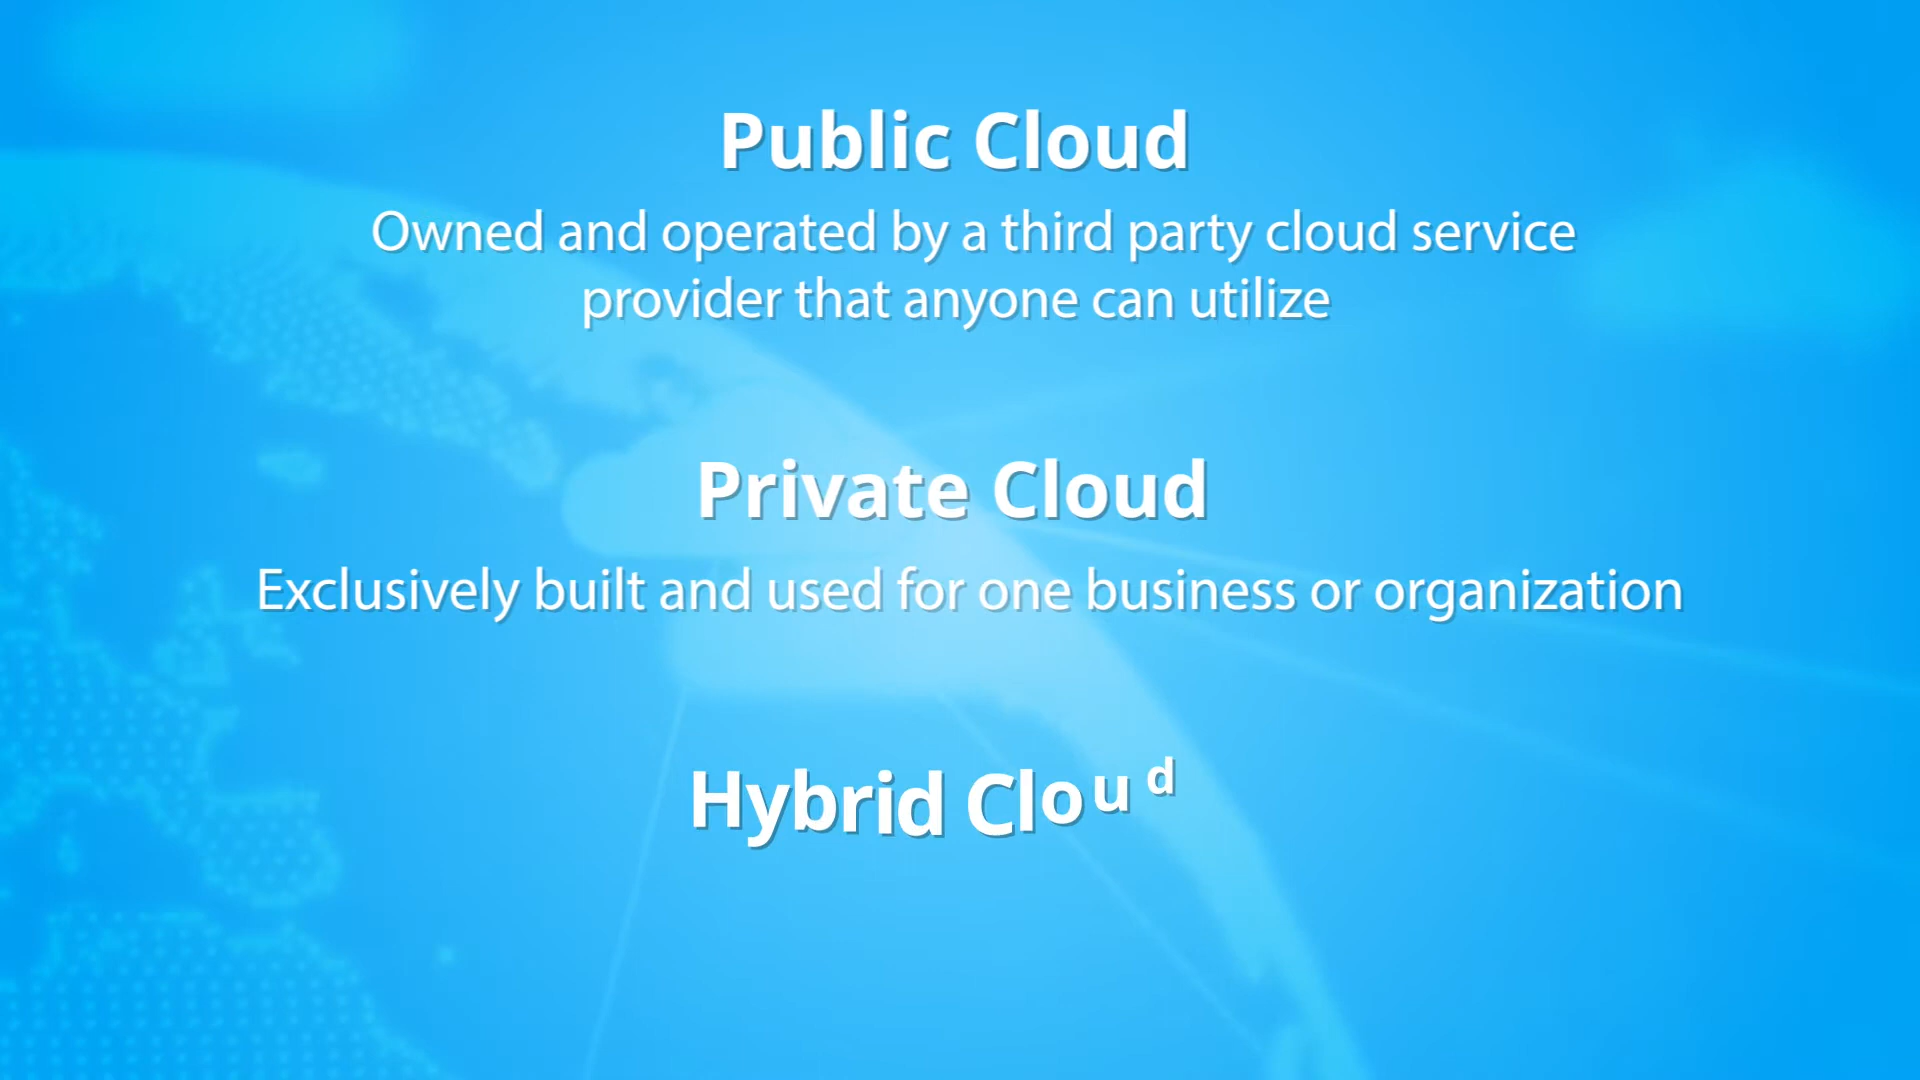 Public Cloud
Owned and operated by a third party cloud service
provider that anyone can utilize
Private Cloud
Exclusively built and used for one business or organization
Hybrid Cloud